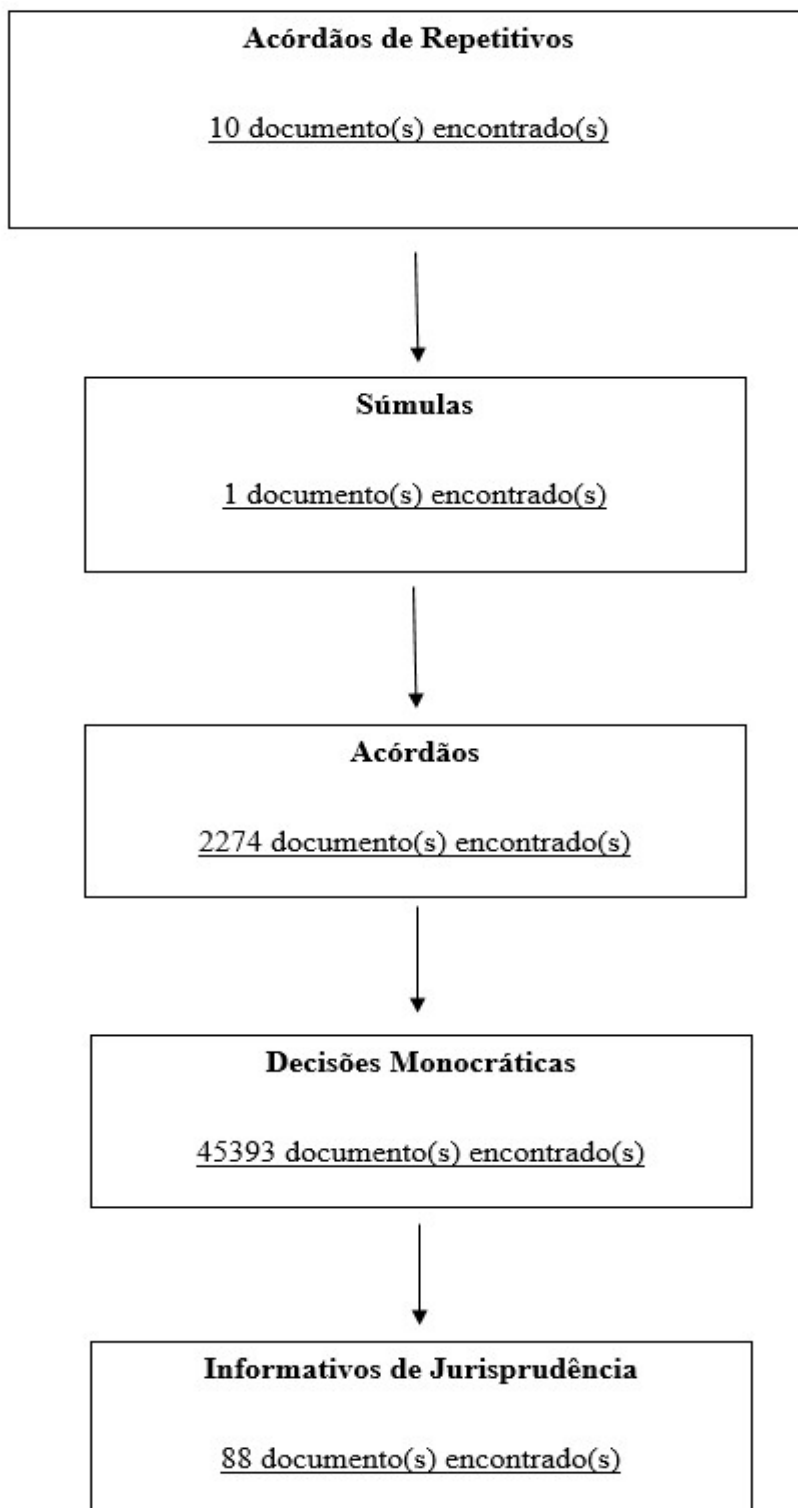 Acórdãos de Repetitivos
10 documento(s) encontrado(s)
Súmulas
1 documento(s) encontrado(s)
Acórdãos
2274 documento(s) encontrado(s)
Decisões Monocráticas
45393 documento(s) encontrado(s)
Informativos de Jurisprudência
88 documento(s) encontrado(s)